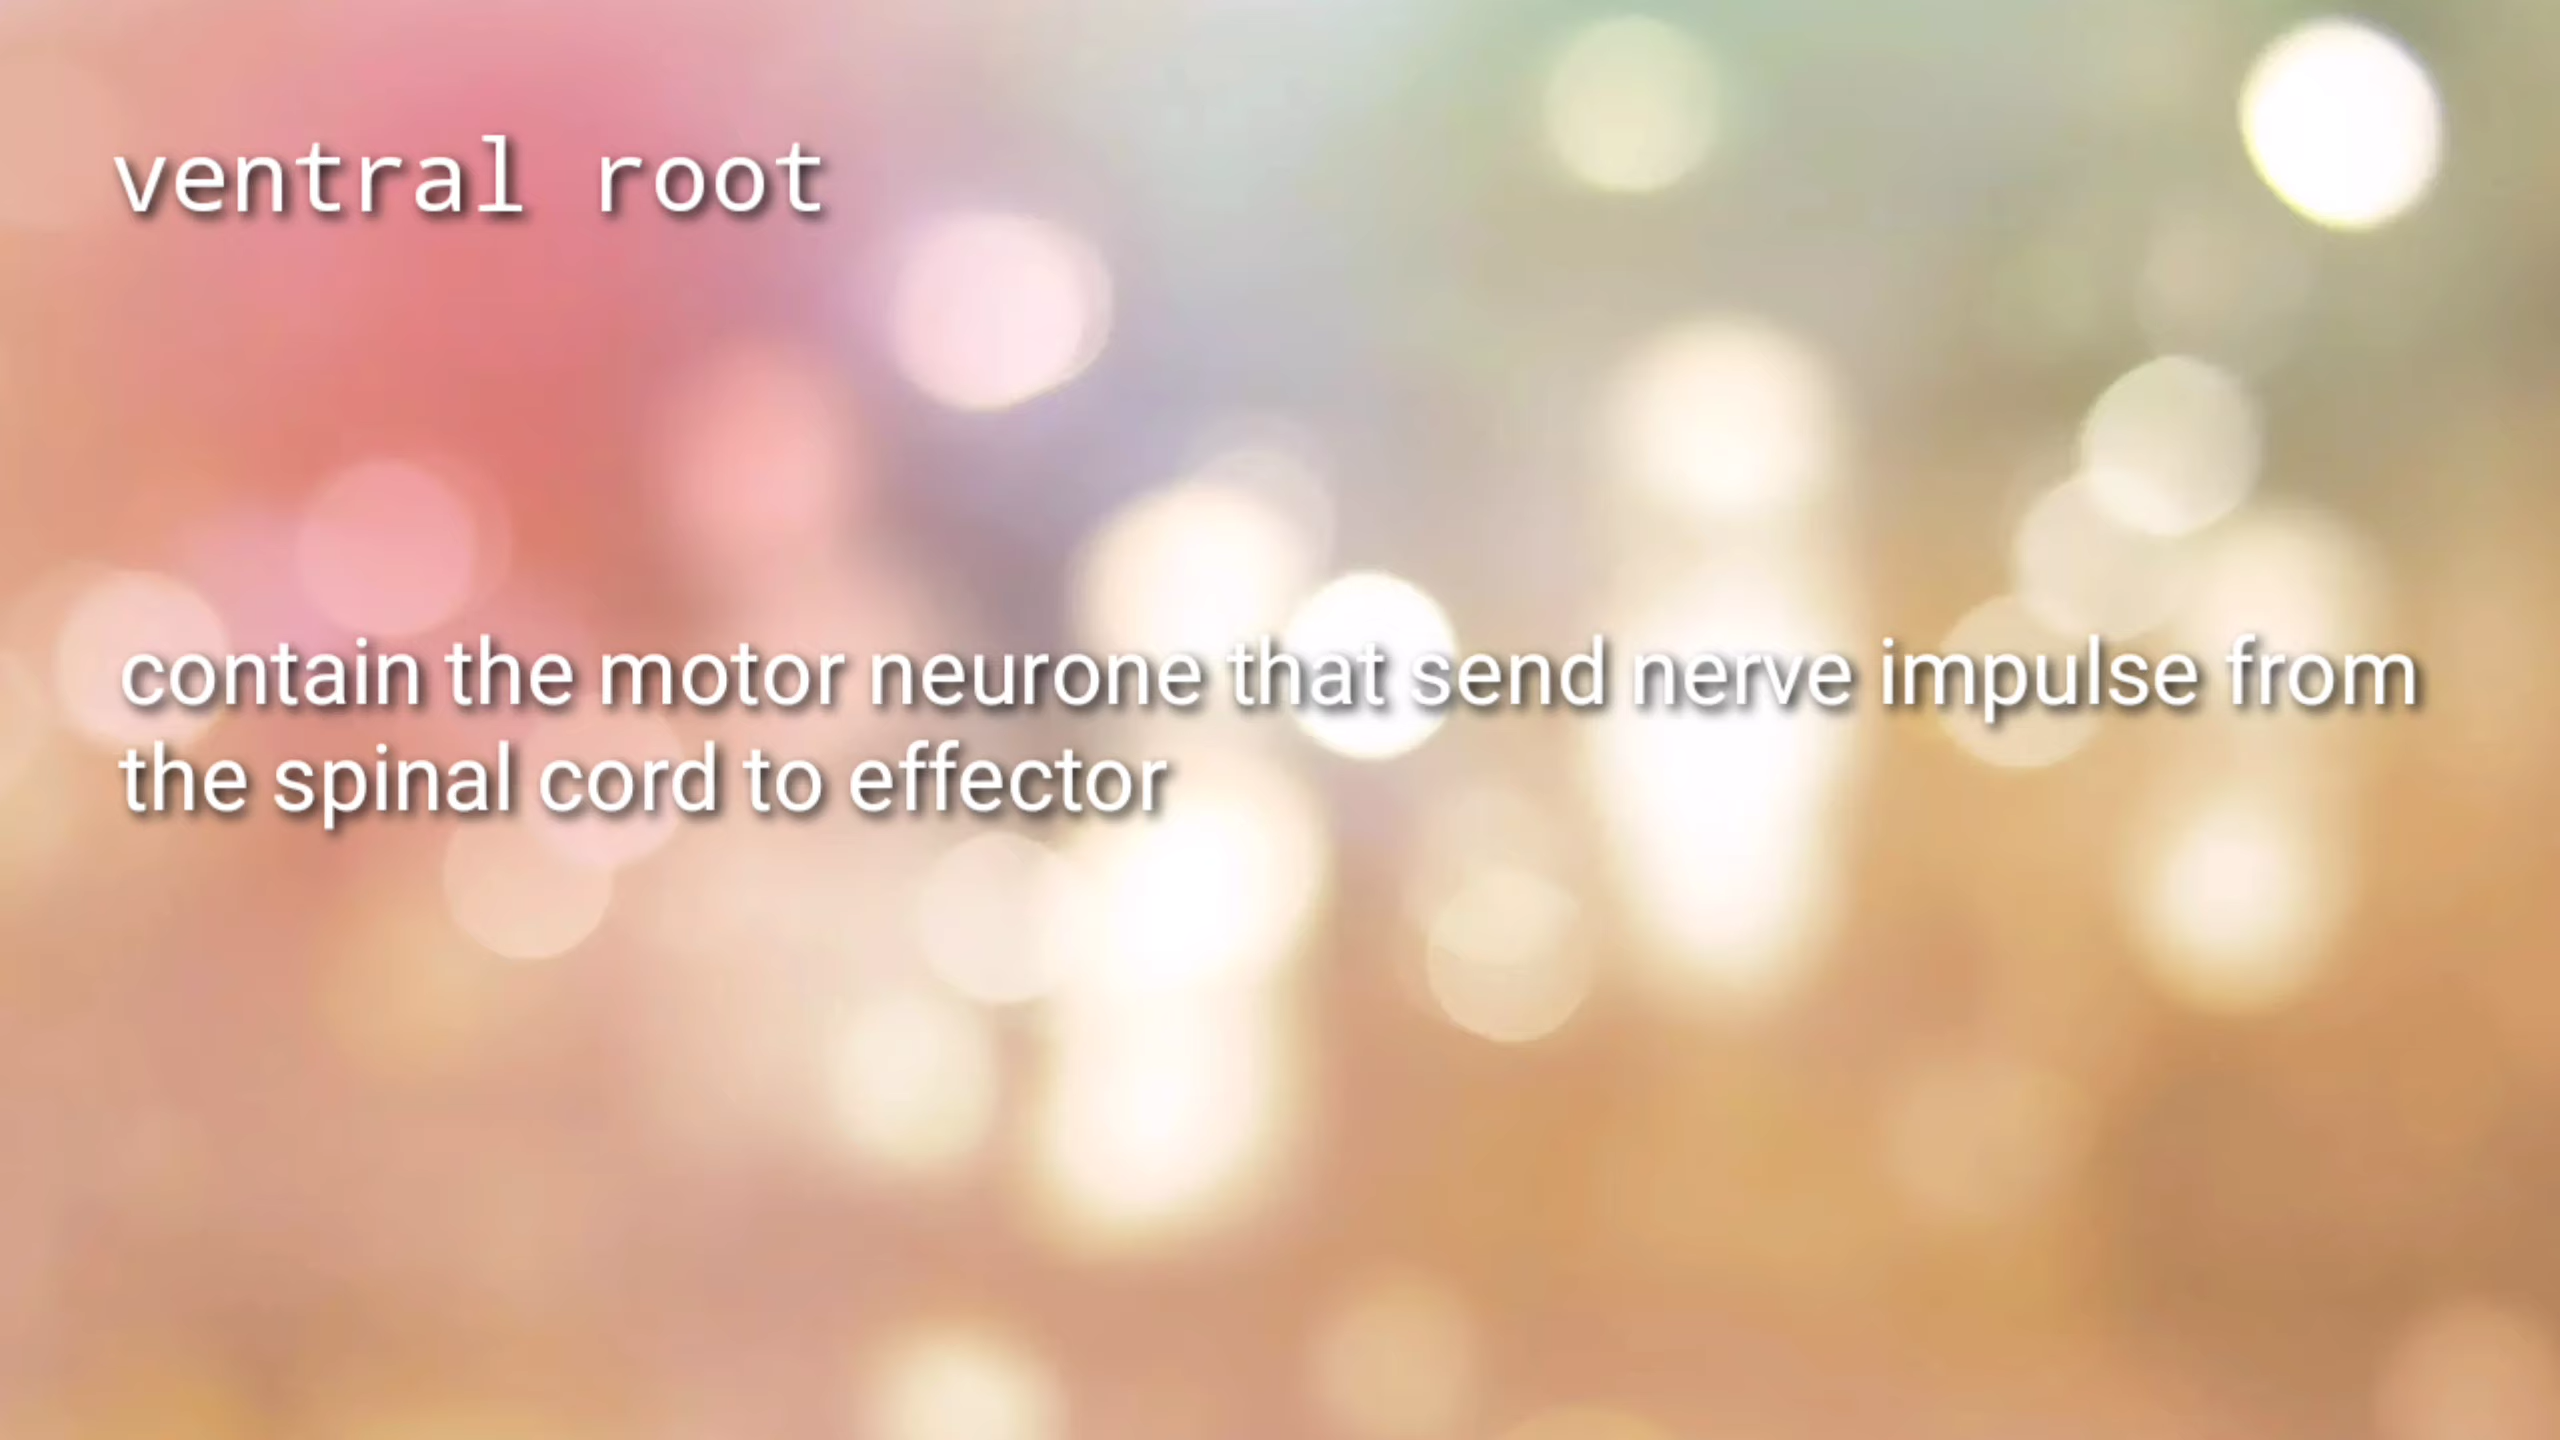 ventral root
contain the motor neurone that send nerve impulse from
the spinal cord to effector